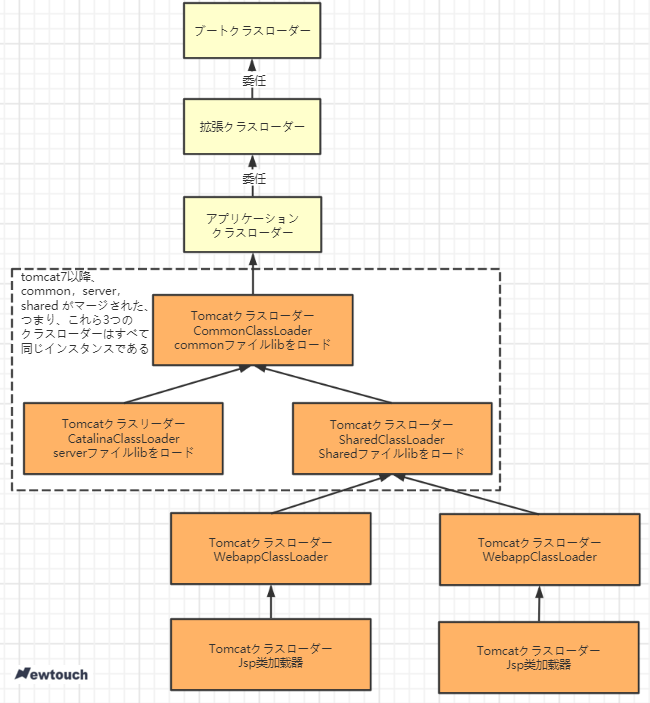 ブートクラスローダー
委任
拡張クラスローダー
委任
アプリケーション
クラスローダー
tomcat7以降、
common，server，
shared がマージされた、
つまり、これら3つの
クラスローダーはすべて
同じインスタンスである
Tomcatクラスローダー
CommonClassLoader
commonファイルlibをロード
Tomcatクラスリーダー
CatalinaClassLoader
serverファイルlibをロード
Tomcatクラスローダー
SharedClassLoader
Sharedファイルlibをロード
Tomcatクラスローダー
WebappClassLoader
Tomcatクラスローダー
WebappClassLoader
Tomcatクラスローダー
Jsp类加载器
Tomcatクラスローダー
Jsp类加载器
Newtouch